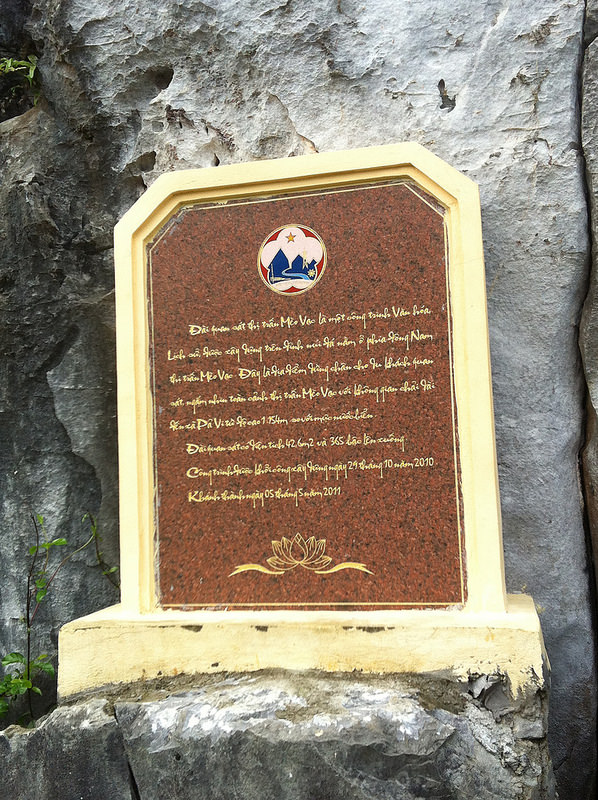 Đài quan sát thị trấn Mèo Vạc là một công trình Văn hóa,
Lịch sử, được xây dựng trên đỉnh núi đá nằm ở phía đông Nam
thị trấn Mèo Vạc. Đây là địa điểm dừng chân cho du khách quan
sát, ngắm nhìn toàn cảnh thị trấn Mèo Vạc với không gian chải dài
đến xã Pả Vi từ độ cao 1.154m so với mực nước biển.
Đài quan sát có diện tích 42,6m2 và 365 bậc lên xuống.
Công trình được khởi công xây dựng ngày 29 tháng 10 năm 2010
Khánh thành ngày 05 tháng 5 năm 2011